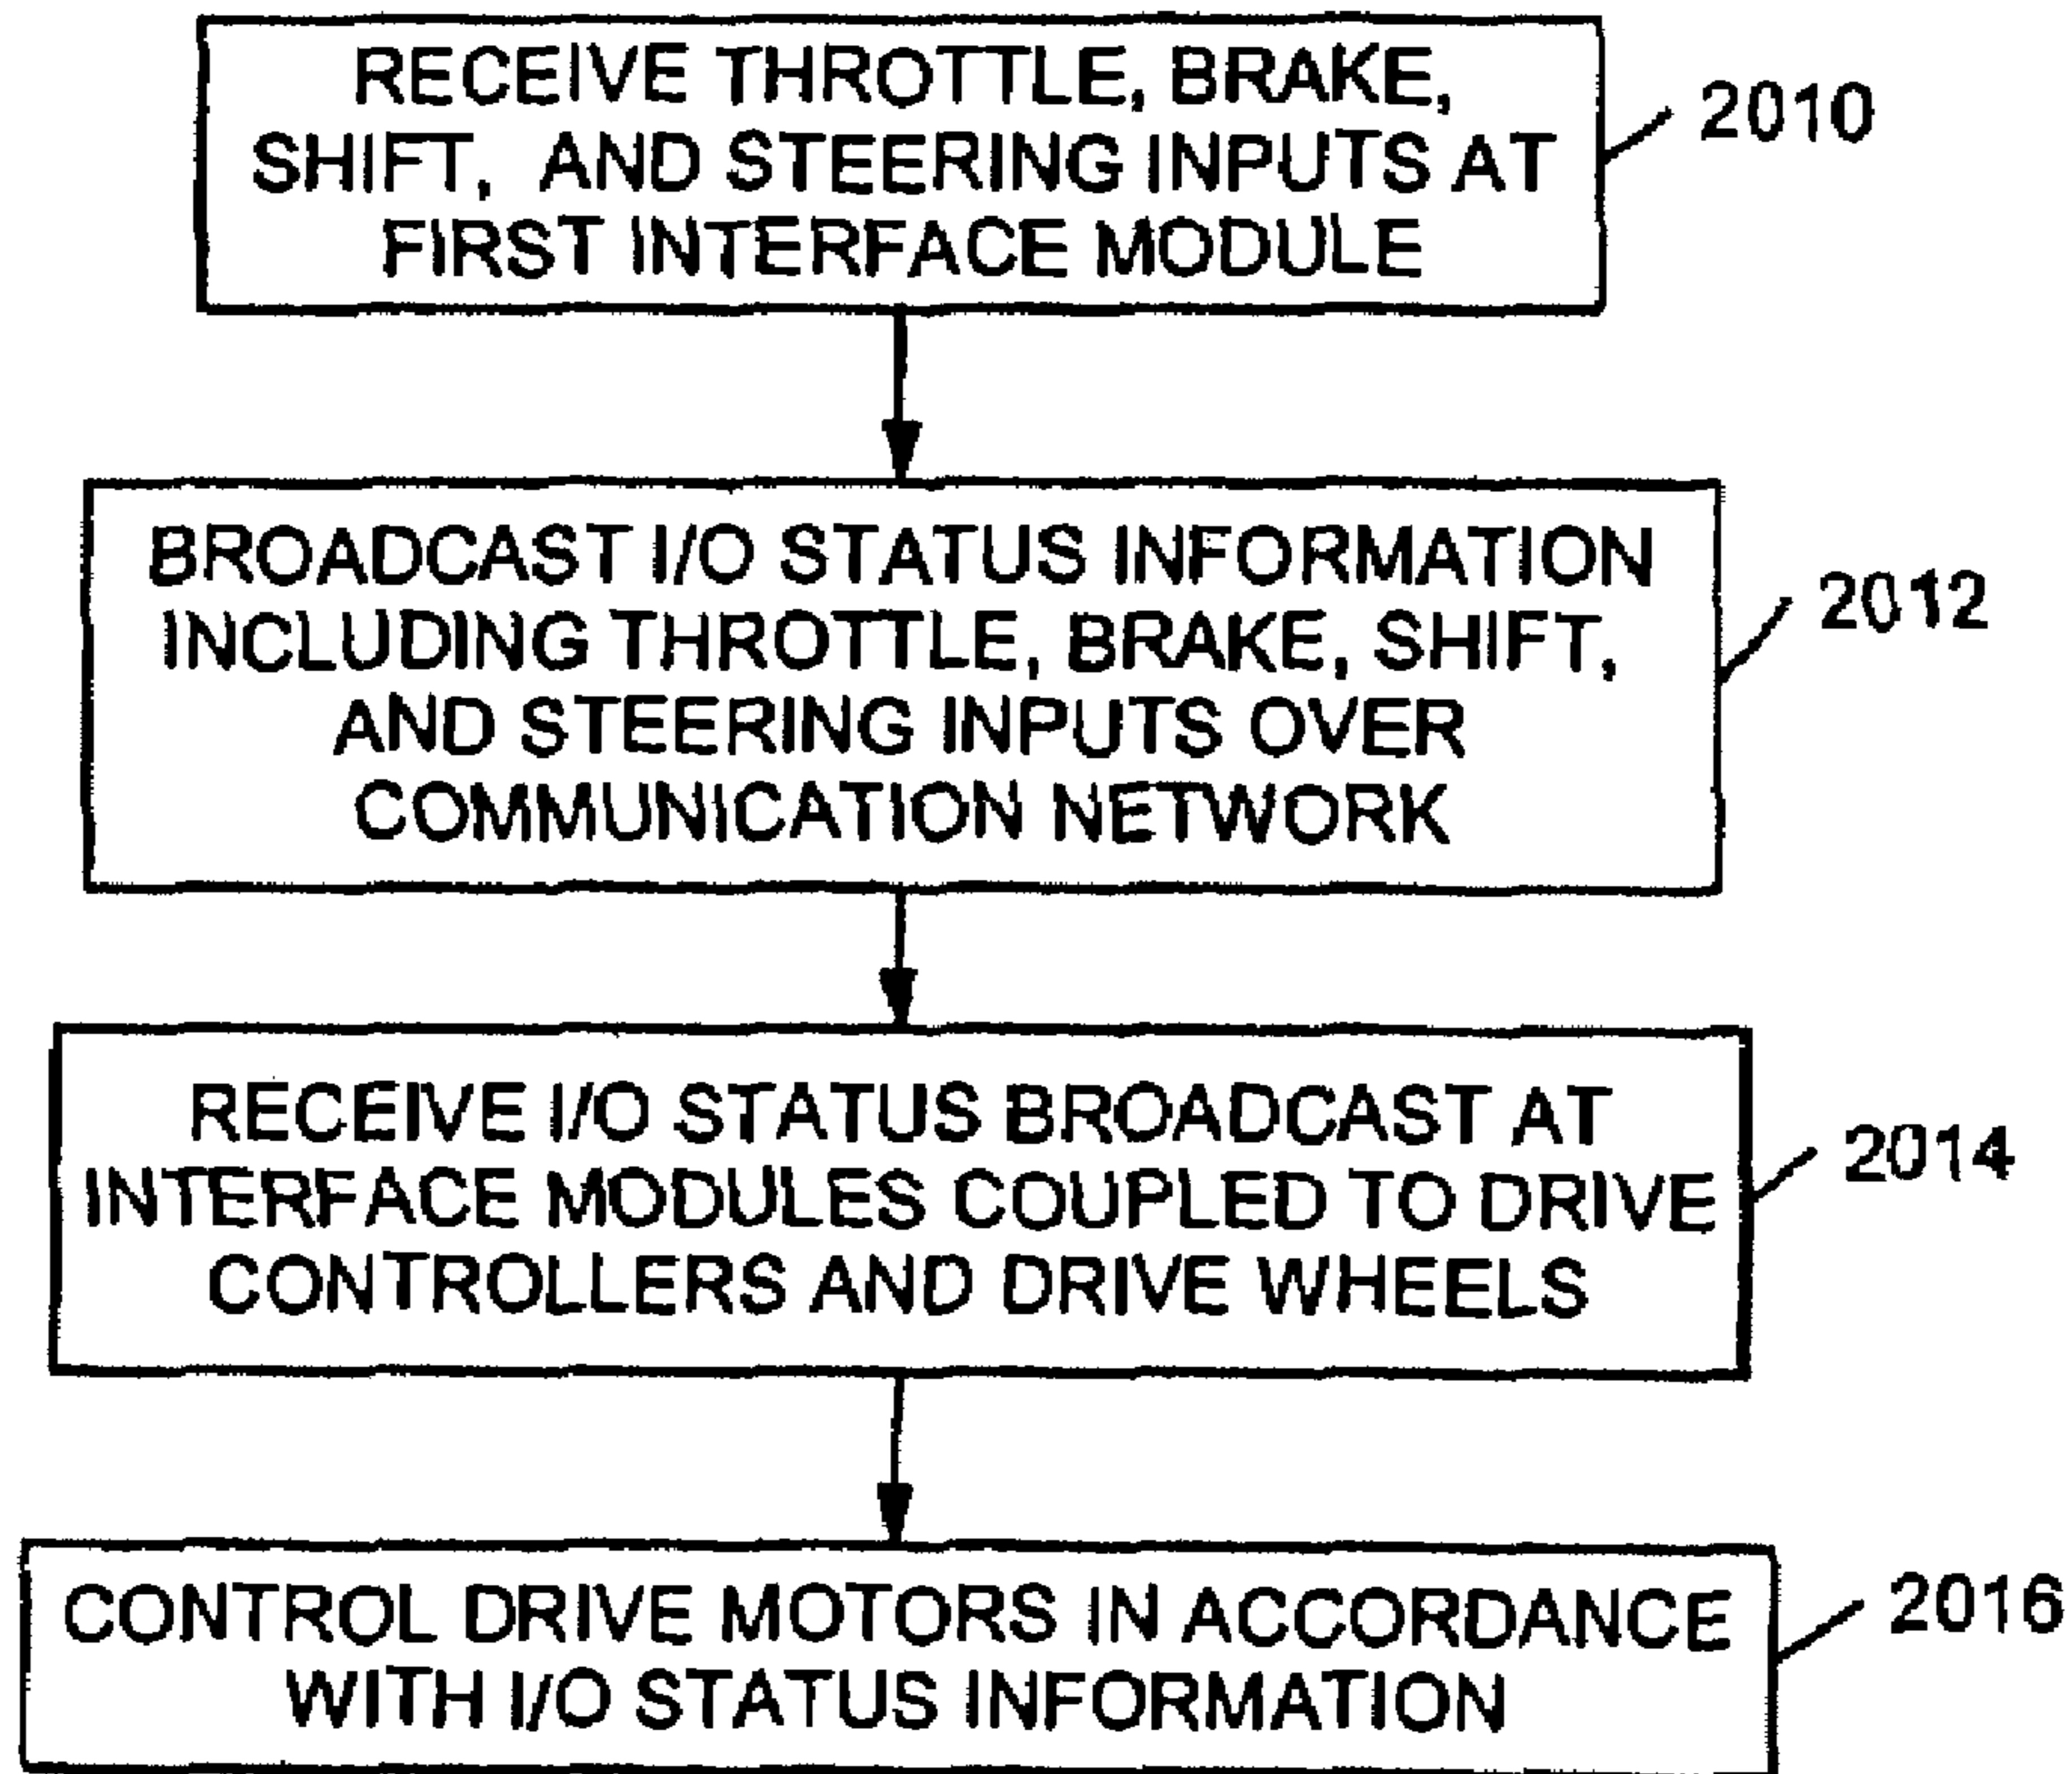 RECEIVE THROTTLE, BRAKE,
SHIFT, AND STEERING INPUTS AT
FIRST INTERFACE MODULE
2010
BROADCAST I/O STATUS INFORMATION
INCLUDING THROTTLE, BRAKE, SHIFT,
AND STEERING INPUTS OVER
COMMUNICATION NETWORK
2012
RECEIVE I/O STATUS BROADCAST AT
INTERFACE MODULES COUPLED TO DRIVE
CONTROLLERS AND DRIVE WHEELS
2014
CONTROL DRIVE MOTORS IN ACCORDANCE
WITH I/O STATUS INFORMATION
2016